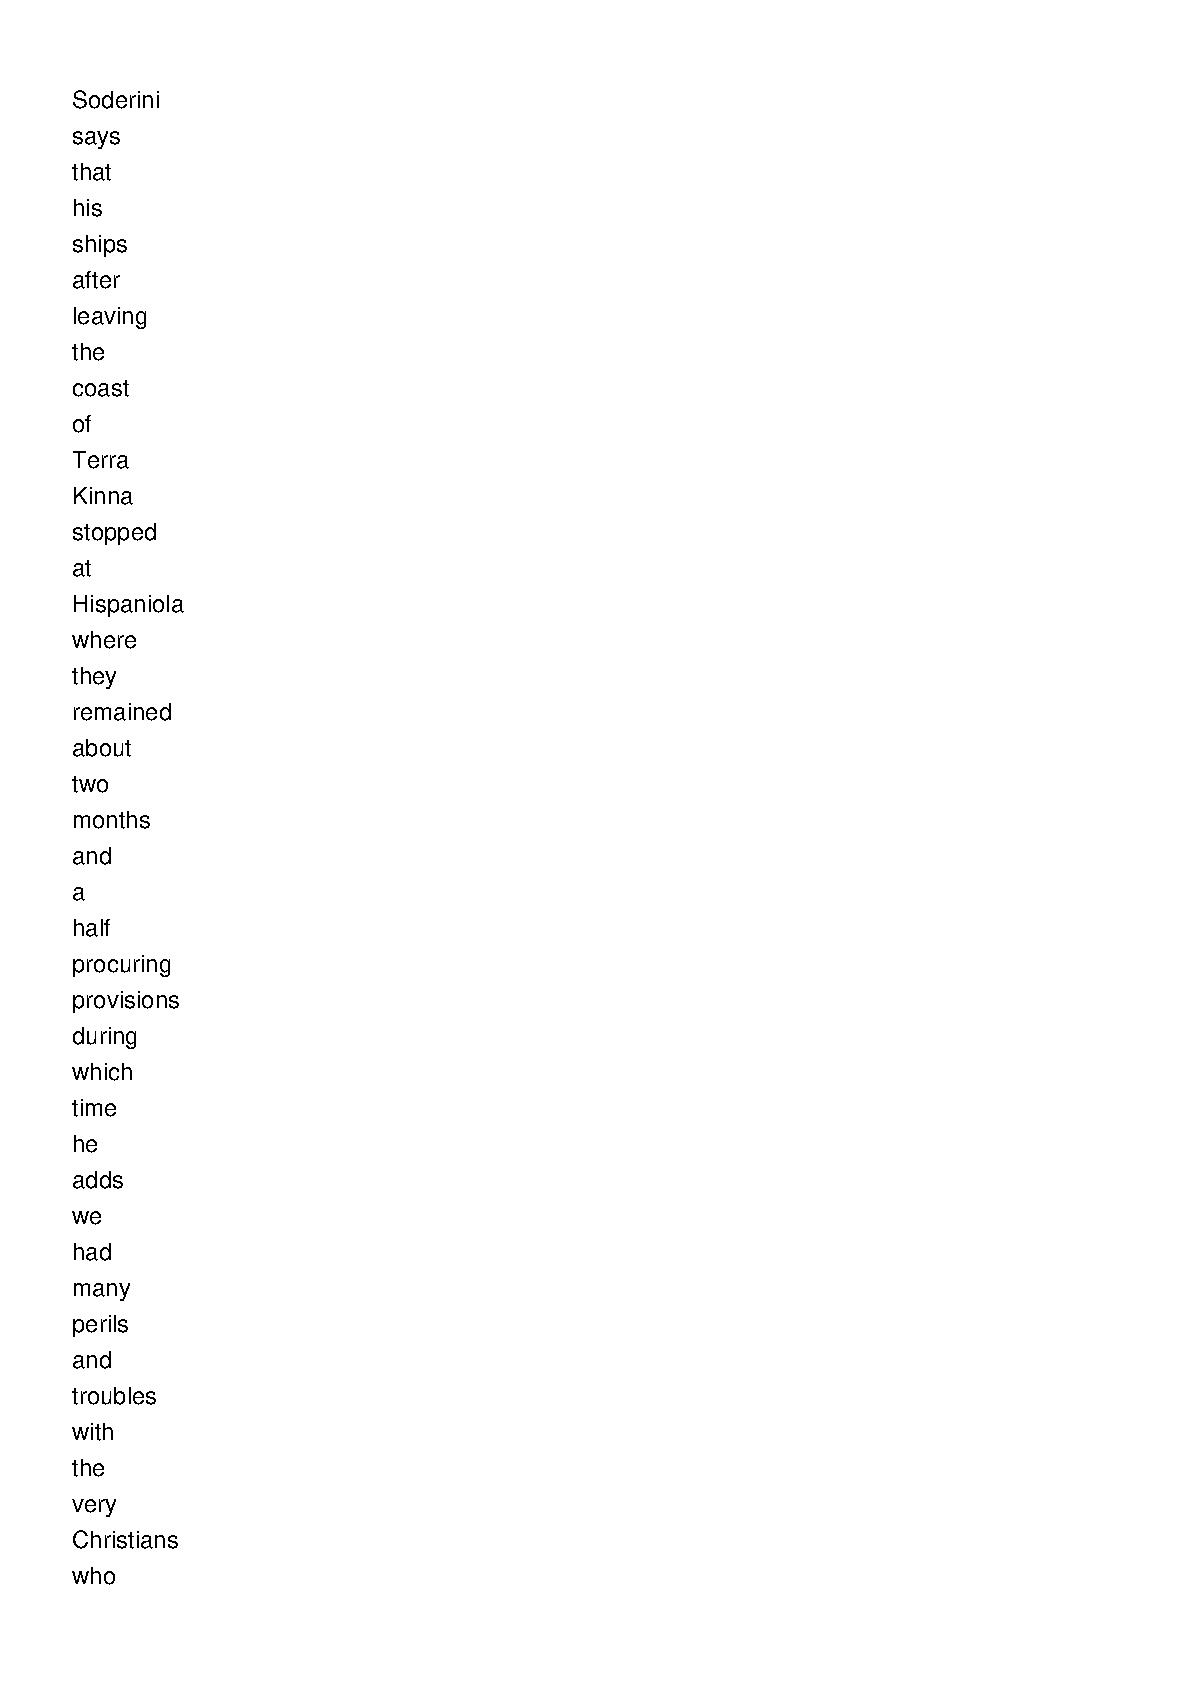 Soderini
says
that
his
ships
after
leaving
the
coast
of
Terra
Kinna
stopped
at
Hispaniola
where
they
remained
about
two
months
and
a
half
procuring
provisions
during
which
time
he
adds
we
had
many
perils
and
troubles
with
the
very
Christians
who